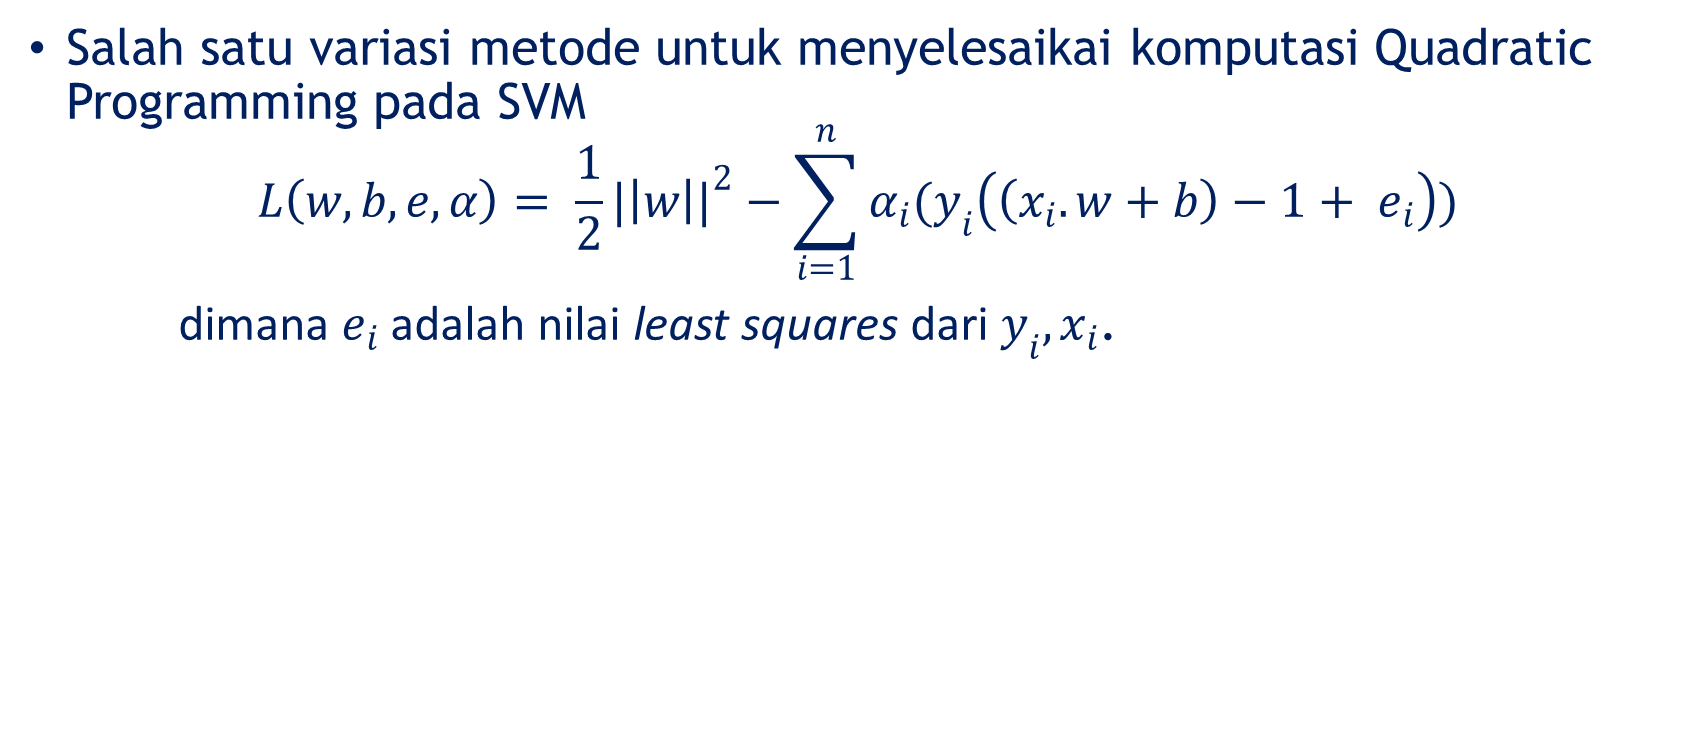 • Salah satu variasi metode untuk menyelesaikai komputasi Quadratic
Programming pada SVM
L(w, b, e, α) = 1/2 ||w||² − ∑_{i=1}^{n} α_i(y_i((x_i.w + b) − 1 + e_i))
dimana e_i adalah nilai least squares dari y_i, x_i.